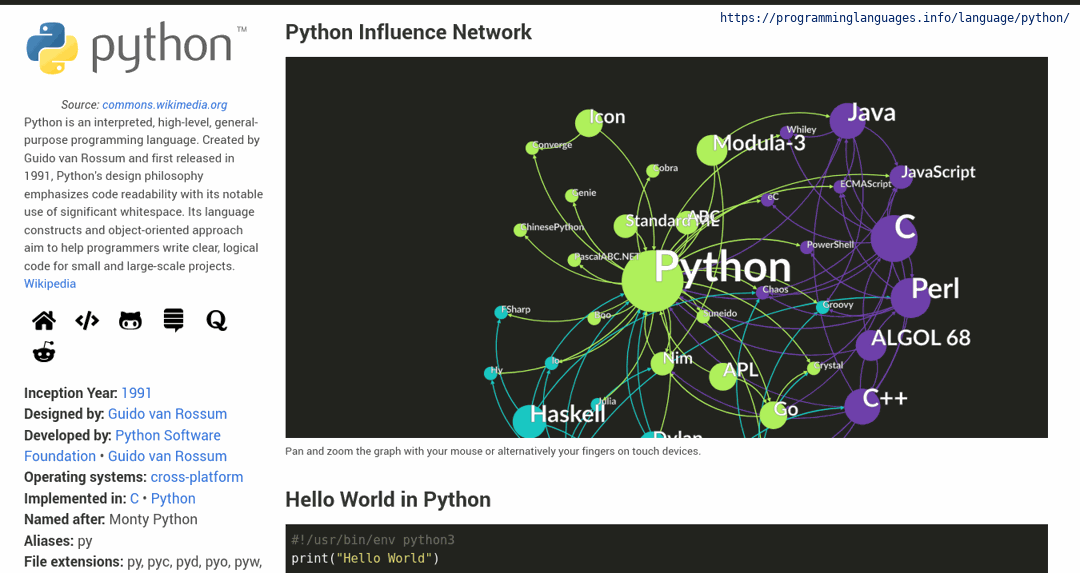 https://programminglanguages.info/language/python/
python™
Source: commons.wikimedia.org
Python is an interpreted, high-level, general-
purpose programming language. Created by
Guido van Rossum and first released in
1991, Python's design philosophy
emphasizes code readability with its notable
use of significant whitespace. Its language
constructs and object-oriented approach
aim to help programmers write clear, logical
code for small and large-scale projects.
Wikipedia
Inception Year: 1991
Designed by: Guido van Rossum
Developed by: Python Software
Foundation • Guido van Rossum
Operating systems: cross-platform
Implemented in: C • Python
Named after: Monty Python
Aliases: py
File extensions: py, pyc, pyd, pyo, pyw,
Python Influence Network
Icon
Java
Whiley
Modula-3
Converge
Cobra
JavaScript
ECMAScript
Genie
eC
Standard ML
ABC
ChinesePython
C
PowerShell
PascalABC.NET
Python
Chaos
Perl
Groovy
FSharp
Boo
Suneido
ALGOL 68
Nim
Io
APL
Crystal
Hy
C++
Julia
Haskell
Go
Dylan
Pan and zoom the graph with your mouse or alternatively your fingers on touch devices.
Hello World in Python
#!/usr/bin/env python3
print("Hello World")